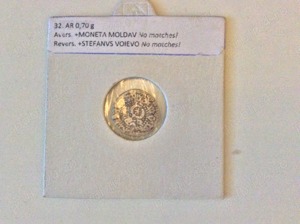 32. AR 0,70 g
Avers. +MONETA MOLDAV No matches!
Revers. +STEFANVS VOIEVO No matches!